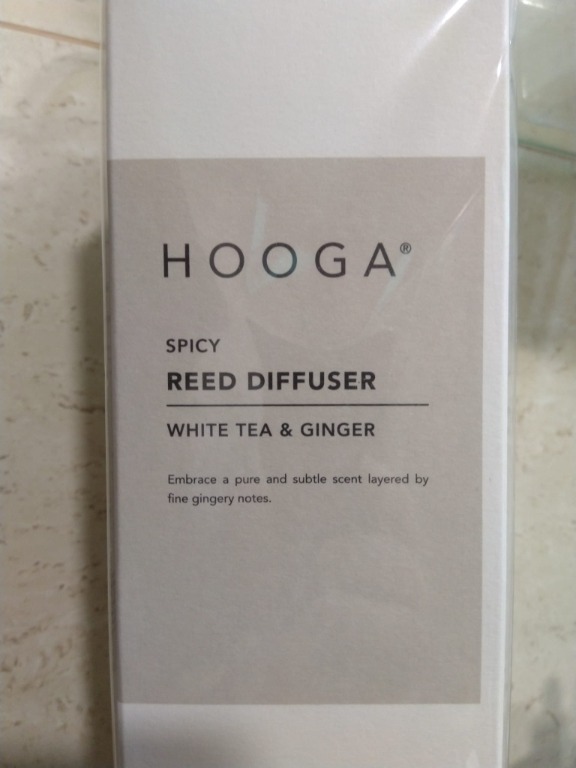 HOOGA®
SPICY
REED DIFFUSER
WHITE TEA & GINGER
Embrace a pure and subtle scent layered by
fine gingery notes.